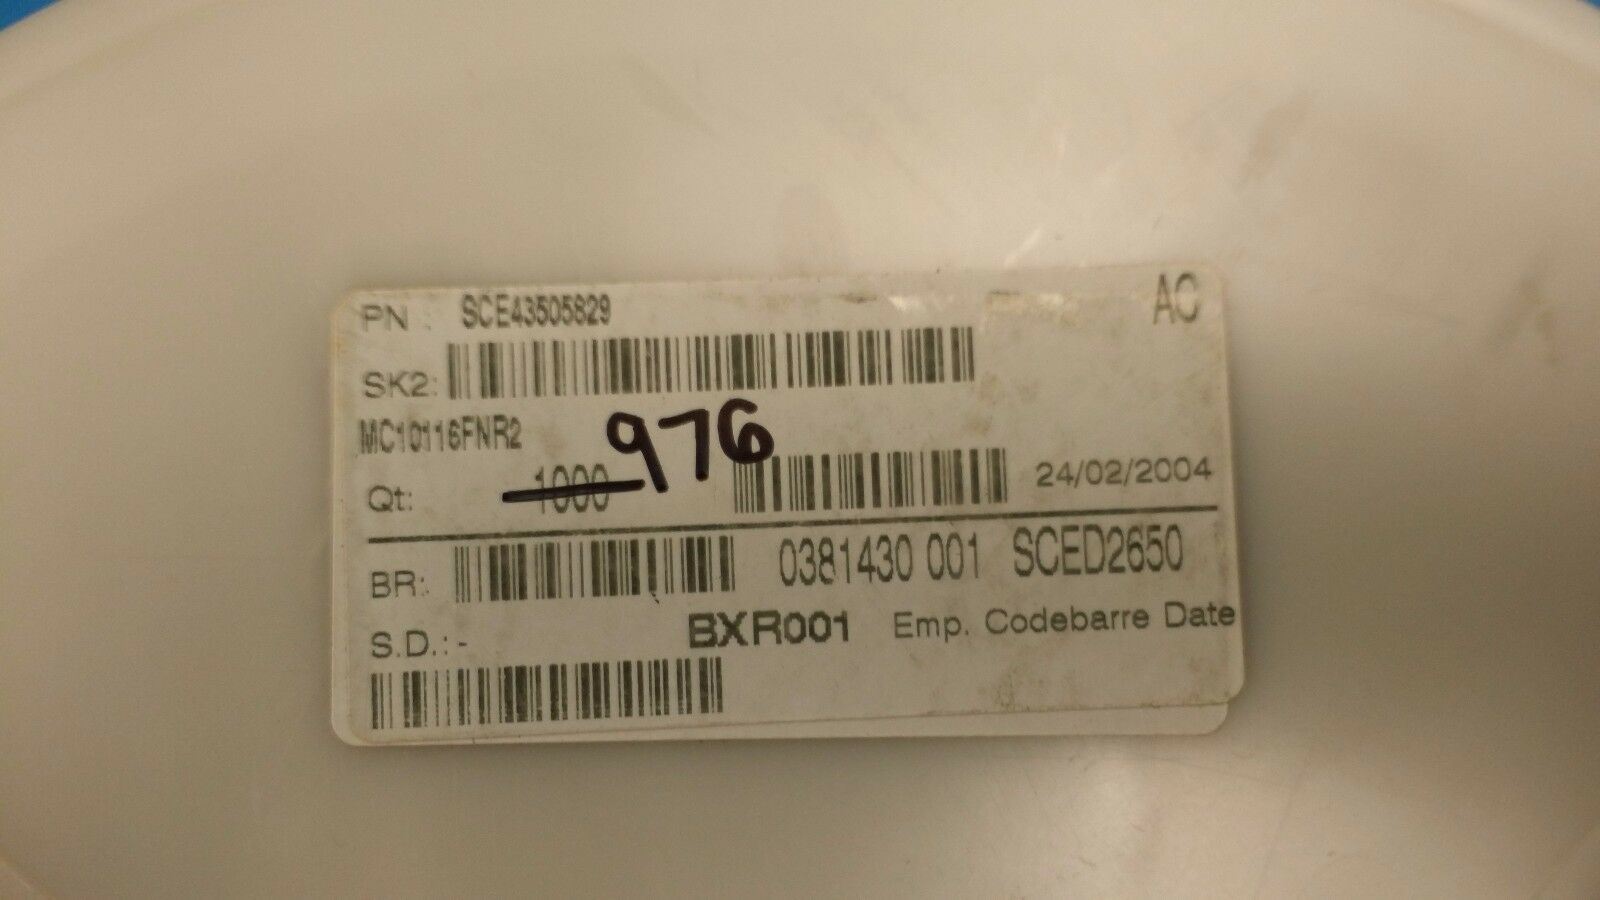 PN : SCE43505829 AC
SK2:
MC10116FNR2
976
Qt: 1000 24/02/2004
BR: 0381430 001 SCED2650
S.D.: - BXR001 Emp. Codebarre Date